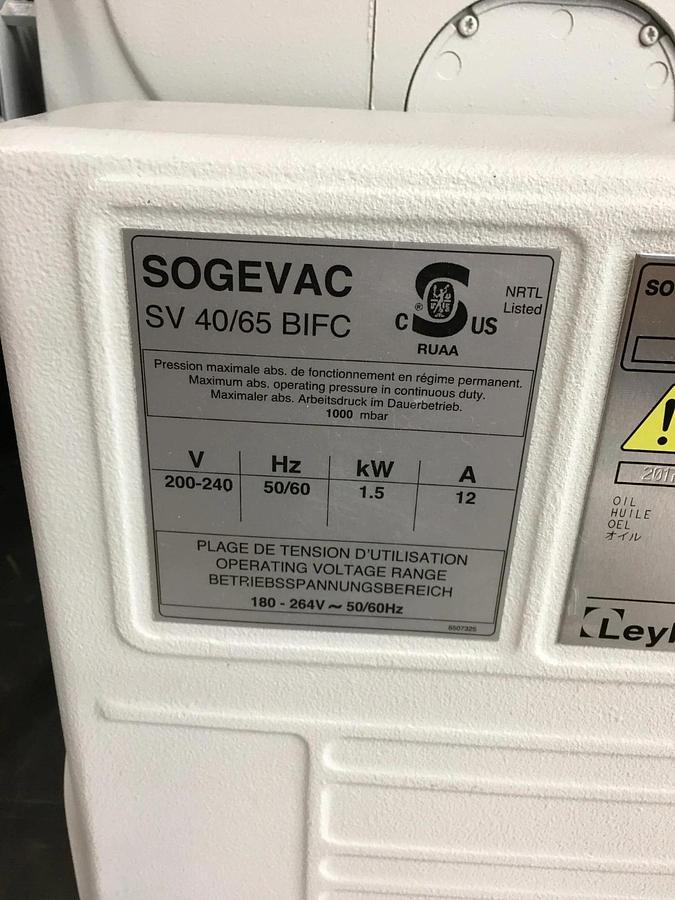 SOGEVAC
SV 40/65 BIFC
C ® US
NRTL
Listed
RUAA
Pression maximale abs. de fonctionnement en régime permanent.
Maximum abs. operating pressure in continuous duty.
Maximaler abs. Arbeitsdruck im Dauerbetrieb.
1000 mbar
V Hz kW A
200-240 50/60 1.5 12
PLAGE DE TENSION D'UTILISATION
OPERATING VOLTAGE RANGE
BETRIEBSSPANNUNGSBEREICH
180 - 264V ~ 50/60Hz
8507325
SO
!
201
OIL
HUILE
OEL
オイル
Ley